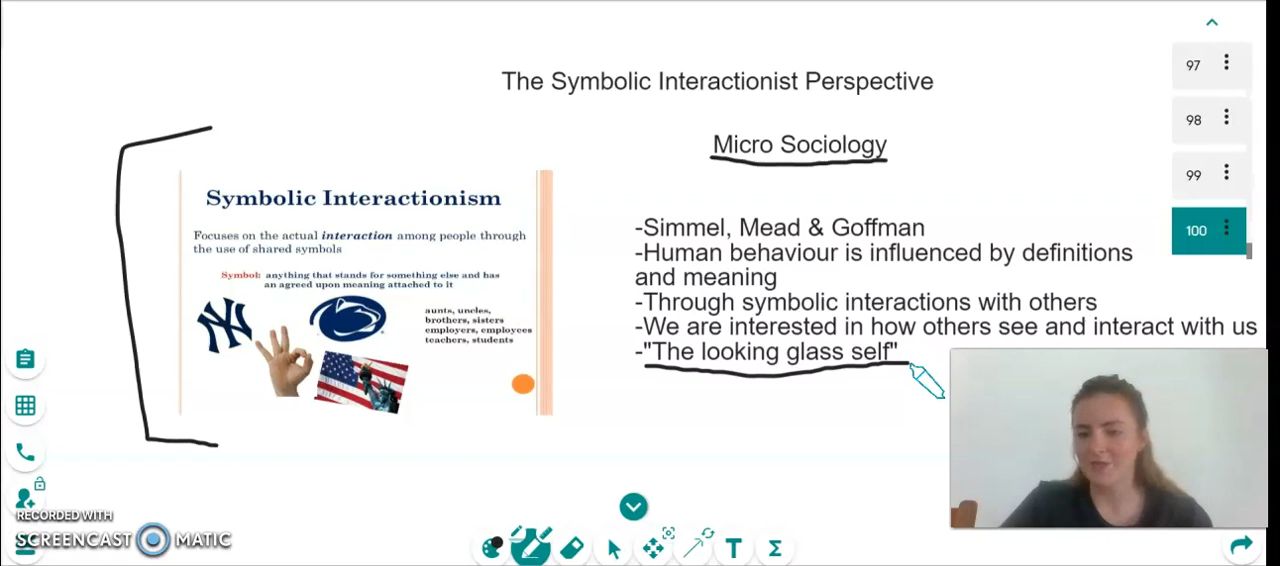 The Symbolic Interactionist Perspective
Micro Sociology
Symbolic Interactionism
Focuses on the actual interaction among people through
the use of shared symbols
Symbol: anything that stands for something else and has
an agreed upon meaning attached to it
NY
aunts, uncles,
brothers, sisters
employers, employees
teachers, students
-Simmel, Mead & Goffman
-Human behaviour is influenced by definitions
and meaning
-Through symbolic interactions with others
-We are interested in how others see and interact with us
-"The looking glass self"
97
98
99
100
RECORDED WITH
SCREENCAST MATIC
T
Σ